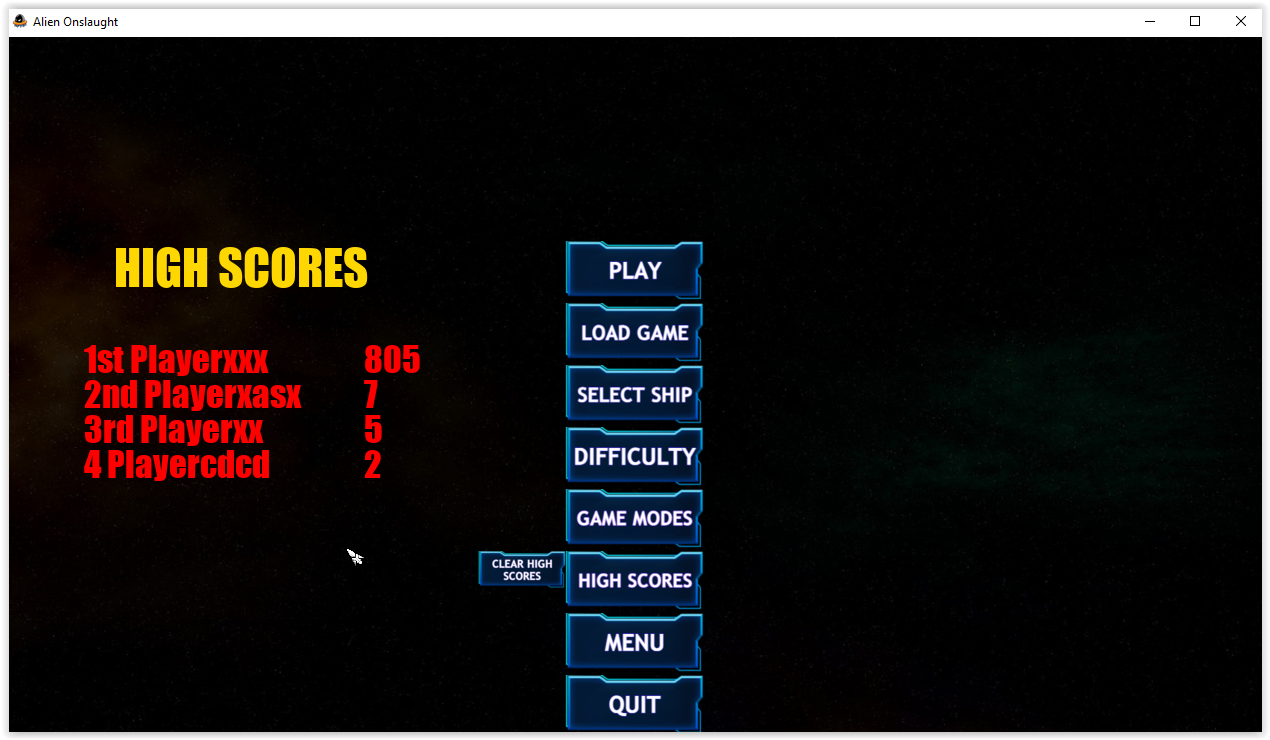 Alien Onslaught
HIGH SCORES
1st Playerxxx 805
2nd Playerxasx 7
3rd Playerxx 5
4 Playercdcd 2
PLAY
LOAD GAME
SELECT SHIP
DIFFICULTY
GAME MODES
CLEAR HIGH
SCORES
HIGH SCORES
MENU
QUIT